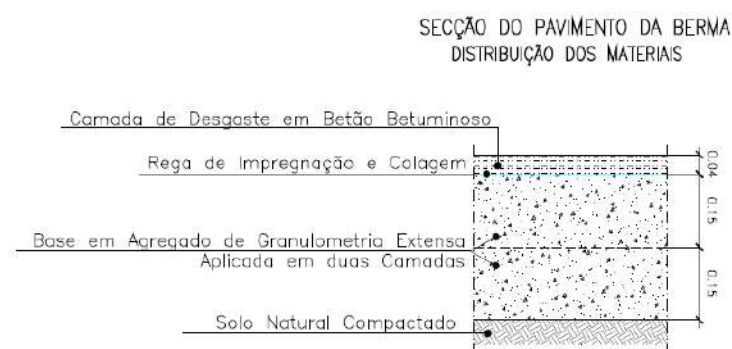 SECÇÃO DO PAVIMENTO DA BERMA
DISTRIBUIÇÃO DOS MATERIAIS
Camada de Desgaste em Betão Betuminoso
Rega de Impregnação e Colagem
Base em Agregado de Granulometria Extensa
Aplicada em duas Camadas
Solo Natural Compactado
0.04
0.15
0.15